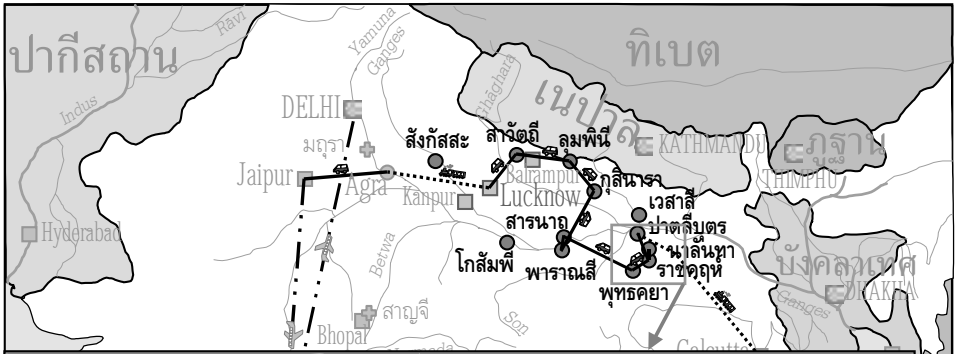 Rāvi
Yamuna
Ganges
ทิเบต
ปากีสถาน
Indus
Ghāghara
เนปาล
DELHI
มถุรา
สังกัสสะ
สาวัตถี
ลุมพินี
KATHMANDU
ภูฐาน
Jaipur
Agra
Balrampur
THIMPHU
Kānpur
Lucknow
กุสินารา
เวสาลี
Hyderabad
สารนาถ
ปาตลีบุตร
โกสัมพี
พาราณสี
นาลันทา
ราชคฤห์
บังคลาเทศ
Betwa
พุทธคยา
DHAKA
Ganges
สาญจี
Son
Bhopal
Narmada
Calcutta